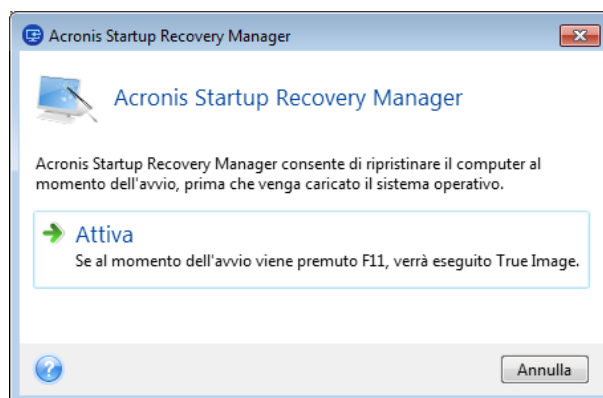 Acronis Startup Recovery Manager
Acronis Startup Recovery Manager
Acronis Startup Recovery Manager consente di ripristinare il computer al
momento dell'avvio, prima che venga caricato il sistema operativo.
Attiva
Se al momento dell'avvio viene premuto F11, verrà eseguito True Image.
?
Annulla